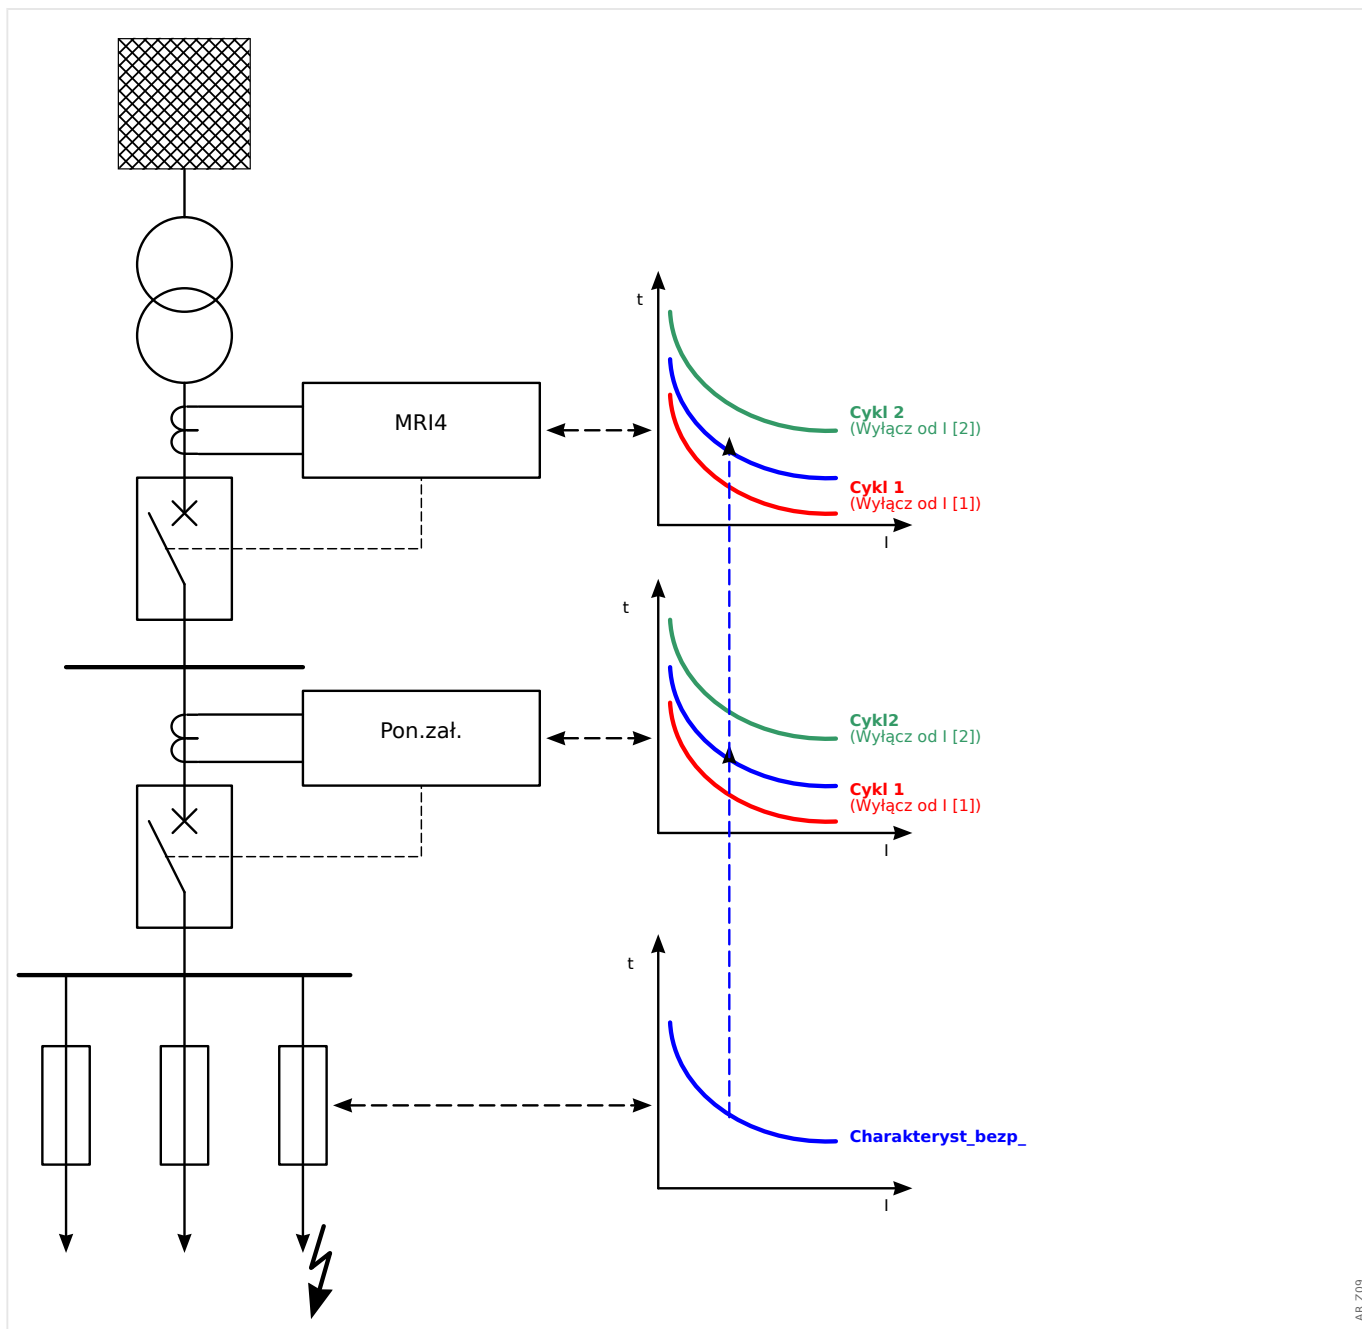 t
MRI4
Cykl 2
(Wyłącz od I [2])
Cykl 1
(Wyłącz od I [1])
I
t
Pon.zał.
Cykl2
(Wyłącz od I [2])
Cykl 1
(Wyłącz od I [1])
I
t
Charakteryst_bezp_
I
AR_Z09